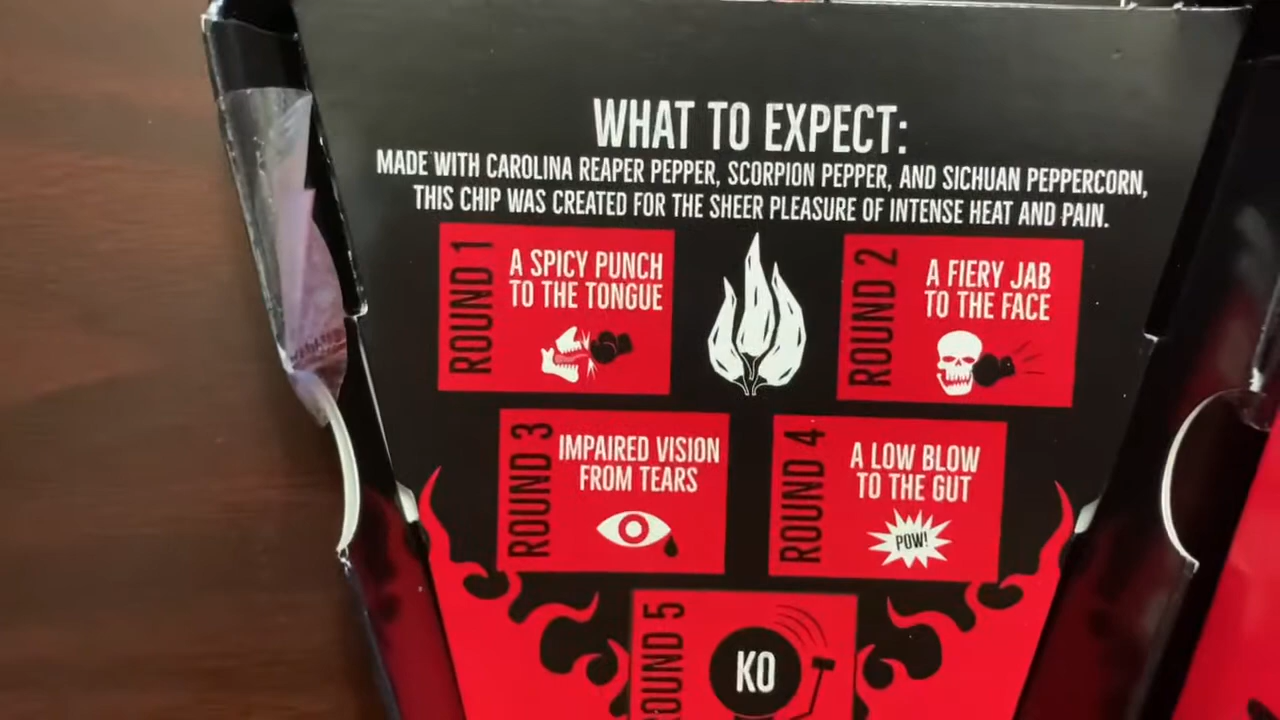 WHAT TO EXPECT:
MADE WITH CAROLINA REAPER PEPPER, SCORPION PEPPER, AND SICHUAN PEPPERCORN,
THIS CHIP WAS CREATED FOR THE SHEER PLEASURE OF INTENSE HEAT AND PAIN.
ROUND 1
A SPICY PUNCH
TO THE TONGUE
ROUND 2
A FIERY JAB
TO THE FACE
ROUND 3
IMPAIRED VISION
FROM TEARS
ROUND 4
A LOW BLOW
TO THE GUT
POW!
ROUND 5
KO